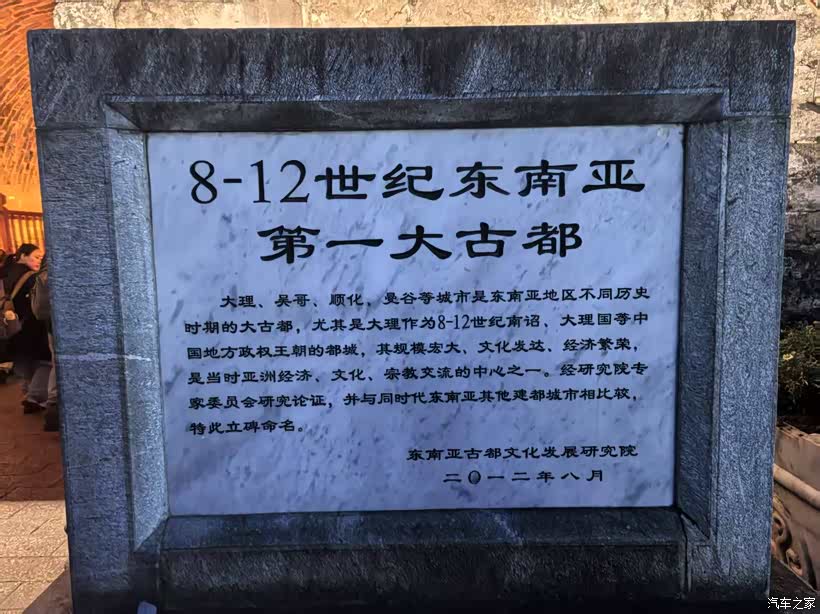 8-12世纪东南亚
第一大古都
大理、吴哥、顺化、曼谷等城市是东南亚地区不同历史
时期的大古都，尤其是大理作为8-12世纪南诏、大理国等中
国地方政权王朝的都城，其规模宏大、文化发达、经济繁荣，
是当时亚洲经济、文化、宗教交流的中心之一。经研究院专
家委员会研究论证，并与同时代东南亚其他建都城市相比较，
特此立碑命名。
东南亚古都文化发展研究院
二〇一二年八月
汽车之家